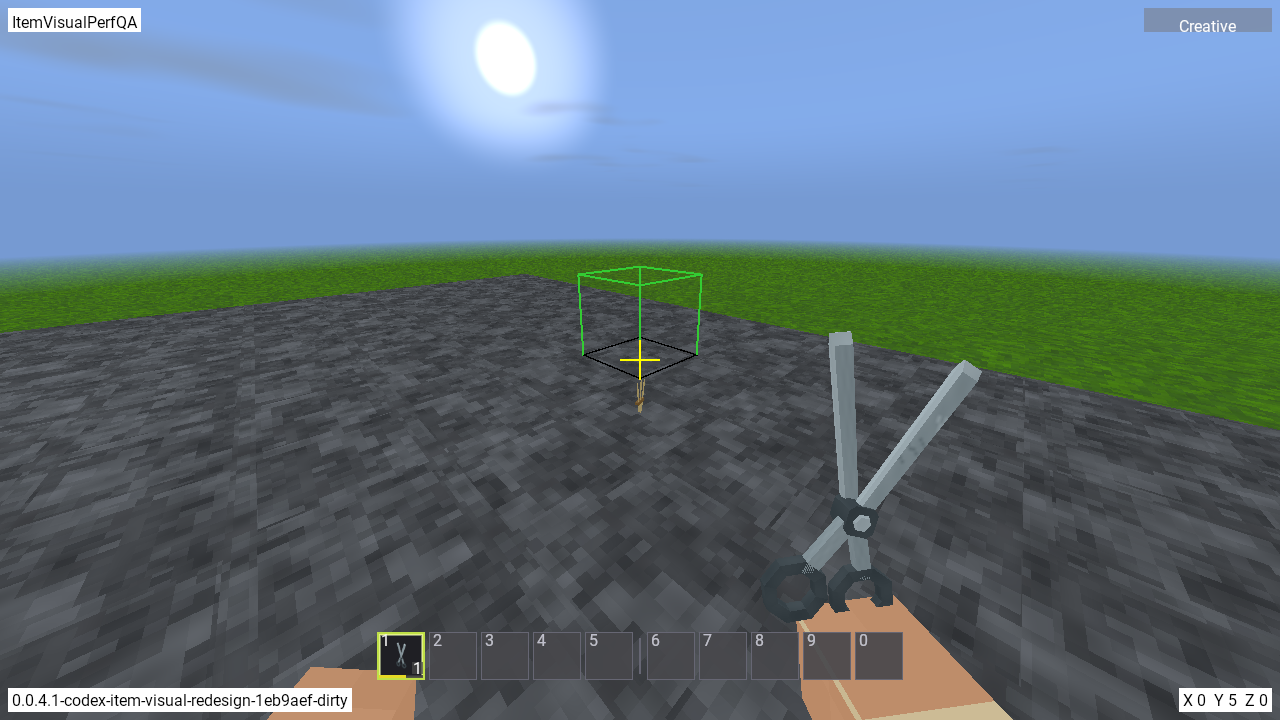 ItemVisualPerfQA
Creative
1 2 3 4 5 6 7 8 9 0
1
0.0.4.1-codex-item-visual-redesign-1eb9aef-dirty
X 0 Y 5 Z 0